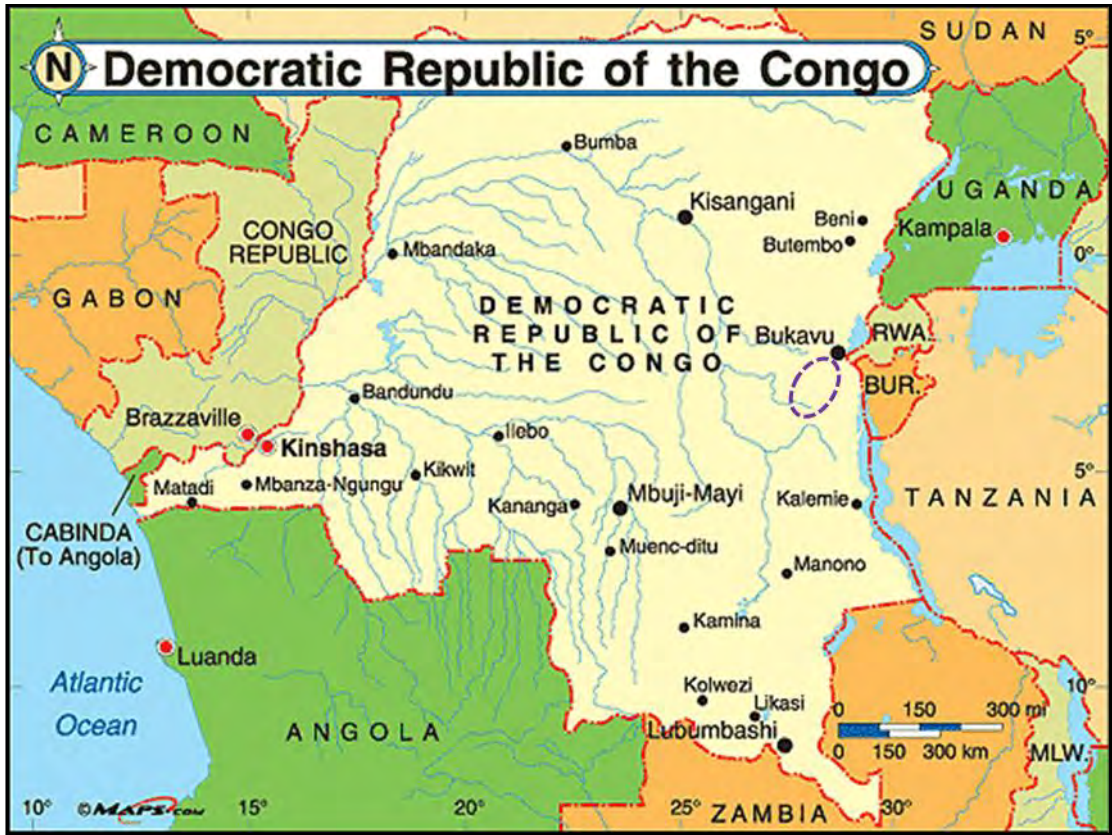 SUDAN
5°
N
Democratic Republic of the Congo
CAMEROON
Bumba
UGANDA
Kisangani
Beni
Kampala
CONGO
REPUBLIC
Butembo
Mbandaka
0°
GABON
DEMOCRATIC
REPUBLIC OF
THE CONGO
Bukavu
RWA.
BUR.
Bandundu
Brazzaville
Ilebo
Kinshasa
Kikwit
5°
Matadi
Mbanza-Ngungu
Kananga
Mbuji-Mayi
Kalemie
TANZANIA
CABINDA
(To Angola)
Muenc-ditu
Manono
Kamina
Luanda
Atlantic
Ocean
Kolwezi
Likasi
10°
0 150 300 mi
ANGOLA
Lubumbashi
0 150 300 km
MLW.
10°
©MAPS.COM
15°
20°
25°
ZAMBIA
30°